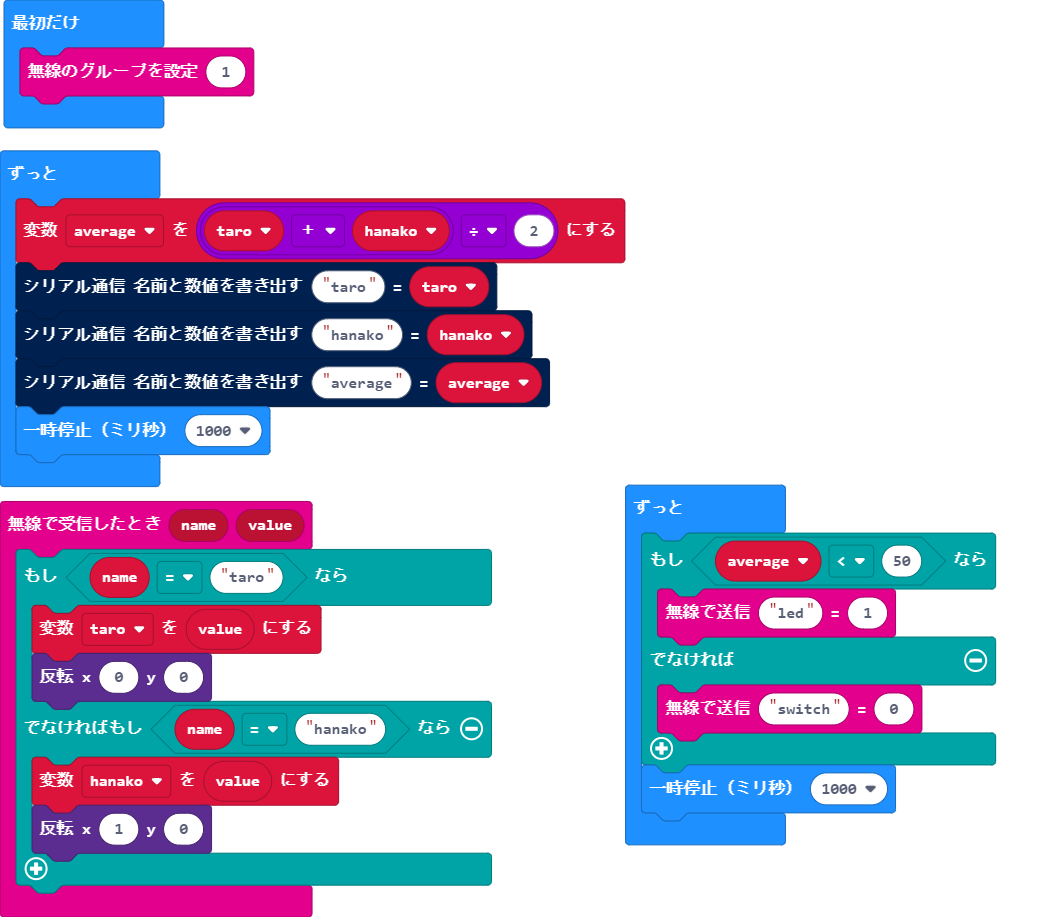 最初だけ
無線のグループを設定 1
ずっと
変数 average を taro + hanako ÷ 2 にする
シリアル通信 名前と数値を書き出す "taro" = taro
シリアル通信 名前と数値を書き出す "hanako" = hanako
シリアル通信 名前と数値を書き出す "average" = average
一時停止（ミリ秒） 1000
無線で受信したとき name value
もし name = "taro" なら
変数 taro を value にする
反転 x 0 y 0
でなければもし name = "hanako" なら
変数 hanako を value にする
反転 x 1 y 0
ずっと
もし average < 50 なら
無線で送信 "led" = 1
でなければ
無線で送信 "switch" = 0
一時停止（ミリ秒） 1000